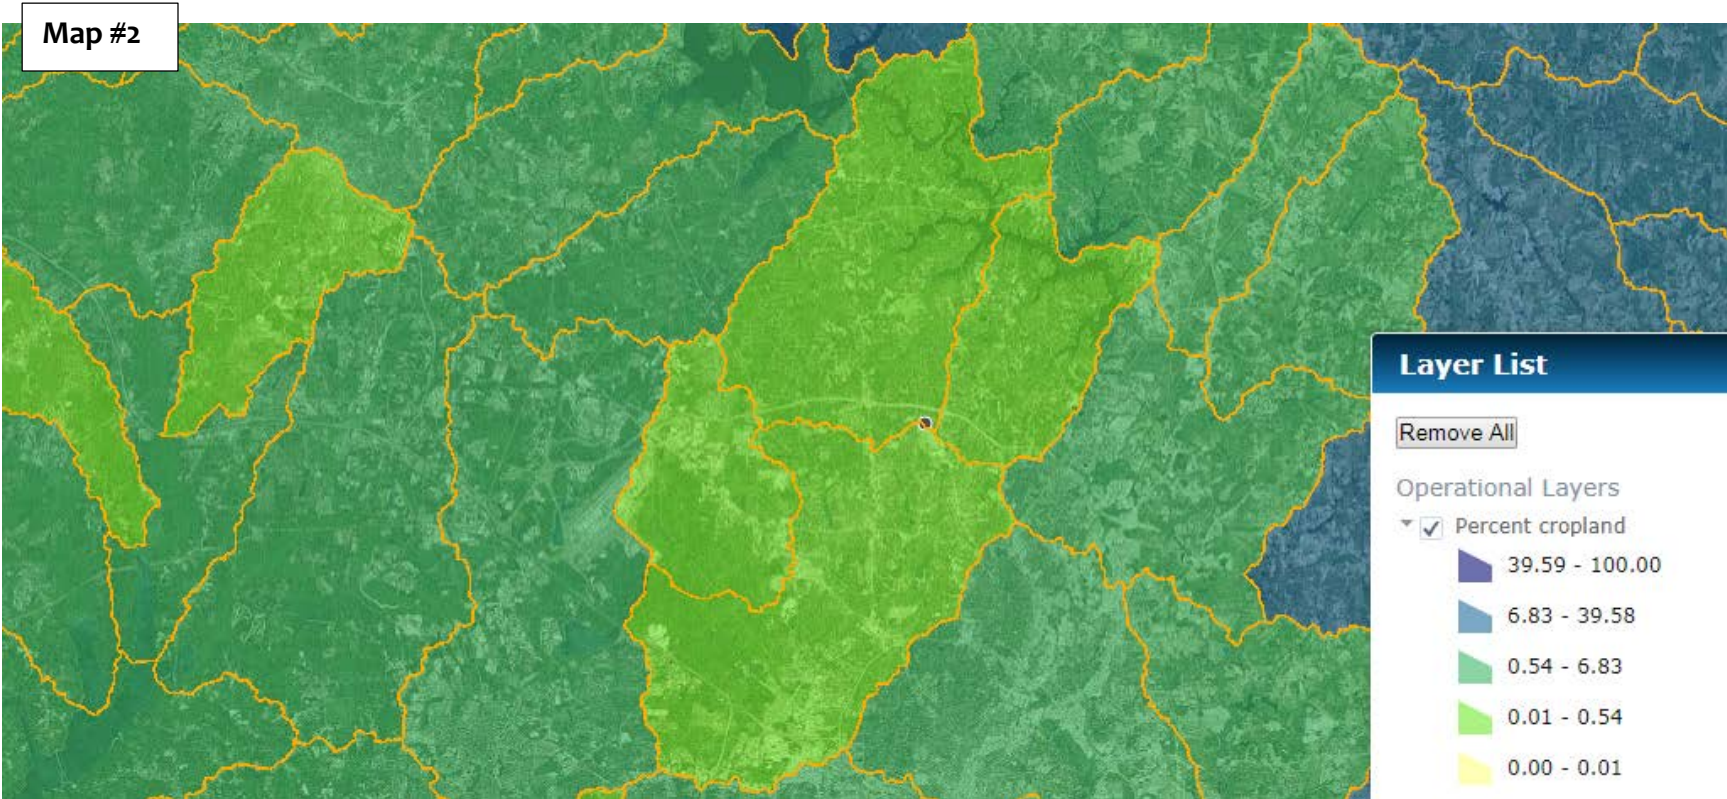 Map #2
Layer List
Remove All
Operational Layers
Percent cropland
39.59 - 100.00
6.83 - 39.58
0.54 - 6.83
0.01 - 0.54
0.00 - 0.01